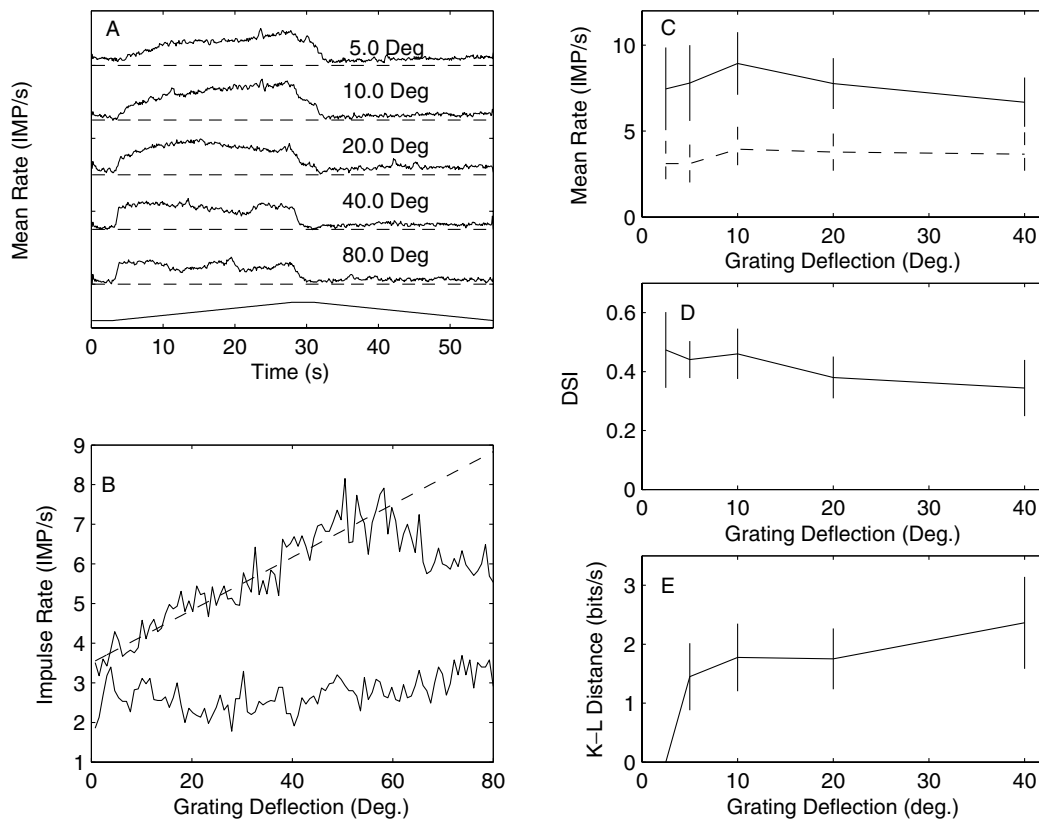 A
5.0 Deg
10.0 Deg
20.0 Deg
40.0 Deg
80.0 Deg
Mean Rate (IMP/s)
0 10 20 30 40 50
Time (s)
B
9
8
7
6
5
4
3
2
1
Impulse Rate (IMP/s)
0 20 40 60 80
Grating Deflection (Deg.)
C
10
5
0
Mean Rate (IMP/s)
0 10 20 30 40
Grating Deflection (Deg.)
D
0.6
0.4
0.2
0
DSI
0 10 20 30 40
Grating Deflection (Deg.)
E
3
2
1
0
K–L Distance (bits/s)
0 10 20 30 40
Grating Deflection (deg.)